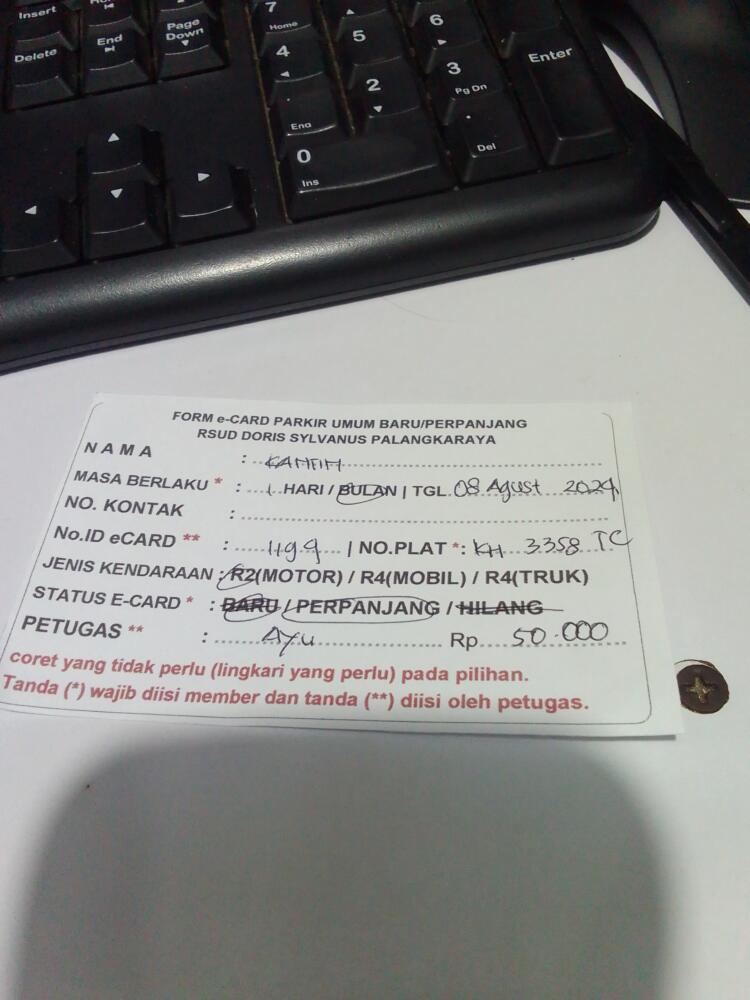 Insert
Page Down
Delete
End
7 Home
4
5
6
Enter
2
3 Pg Dn
0 Ins
Del
FORM e-CARD PARKIR UMUM BARU/PERPANJANG
RSUD DORIS SYLVANUS PALANGKARAYA
NAMA :
MASA BERLAKU * : 1 HARI / BULAN | TGL. 08 Agust 2024
NO. KONTAK :
No.ID eCARD ** : 1199 | NO.PLAT *: KH 3358 TC
JENIS KENDARAAN : R2(MOTOR) / R4(MOBIL) / R4(TRUK)
STATUS E-CARD * : BARU / PERPANJANG / HILANG
PETUGAS ** : Ayu Rp 50.000
coret yang tidak perlu (lingkari yang perlu) pada pilihan.
Tanda (*) wajib diisi member dan tanda (**) diisi oleh petugas.